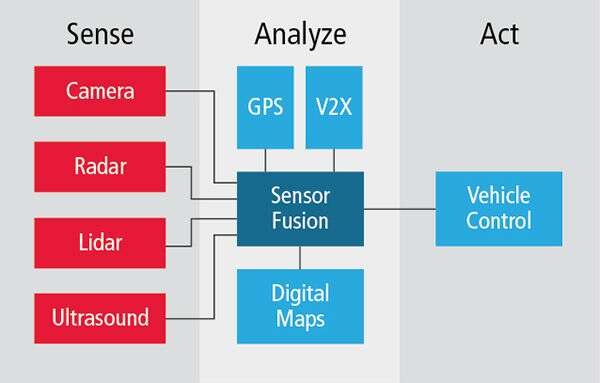 Sense
Analyze
Act
Camera
Radar
Lidar
Ultrasound
GPS
V2X
Sensor
Fusion
Digital
Maps
Vehicle
Control